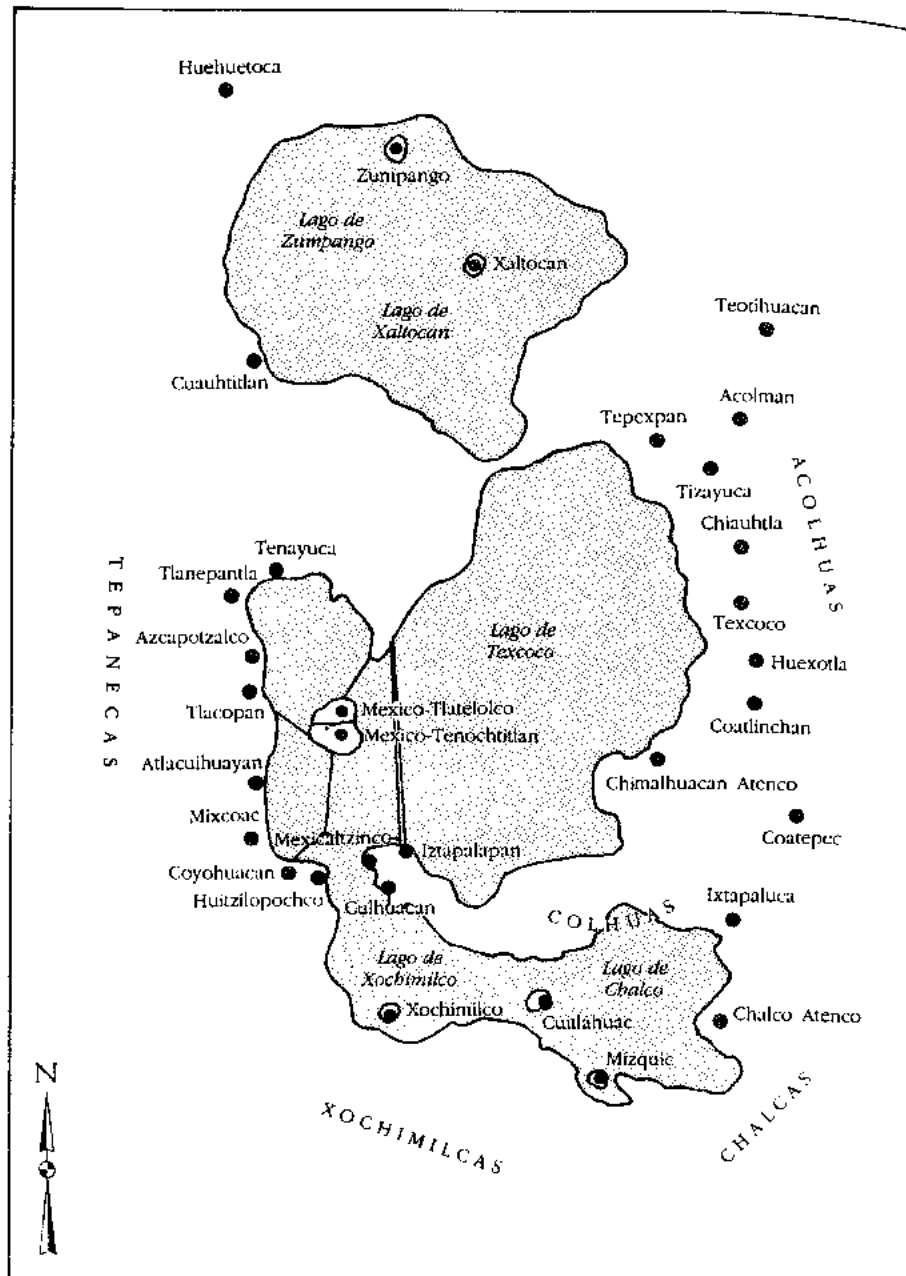 Huehuetoca
Zunipango
Lago de
Zumpango
Xaltocan
Lago de
Xaltocan
Teotihuacan
Cuauhtitlan
Acolman
Tepexpan
Tizayuca
ACOLHUAS
Chiauhtla
Tenayuca
Tlanepantla
TEPANECAS
Texcoco
Lago de
Texcoco
Azcapotzalco
Huexotla
Tlacopan
Mexico-Tlatelolco
Coatlinchan
Mexico-Tenochtitlan
Atlacuihuayan
Chimalhuacan Atenco
Mixcoac
Mexicaltzinco
Iztapalapan
Coatepec
Coyohuacan
Huitzilopochco
Culhuacan
Ixtapaluca
COLHUAS
Lago de
Xochimilco
Lago de
Chalco
Xochimilco
Cuitlahuac
Chalco Atenco
Mizquic
N
XOCHIMILCAS
CHALCAS